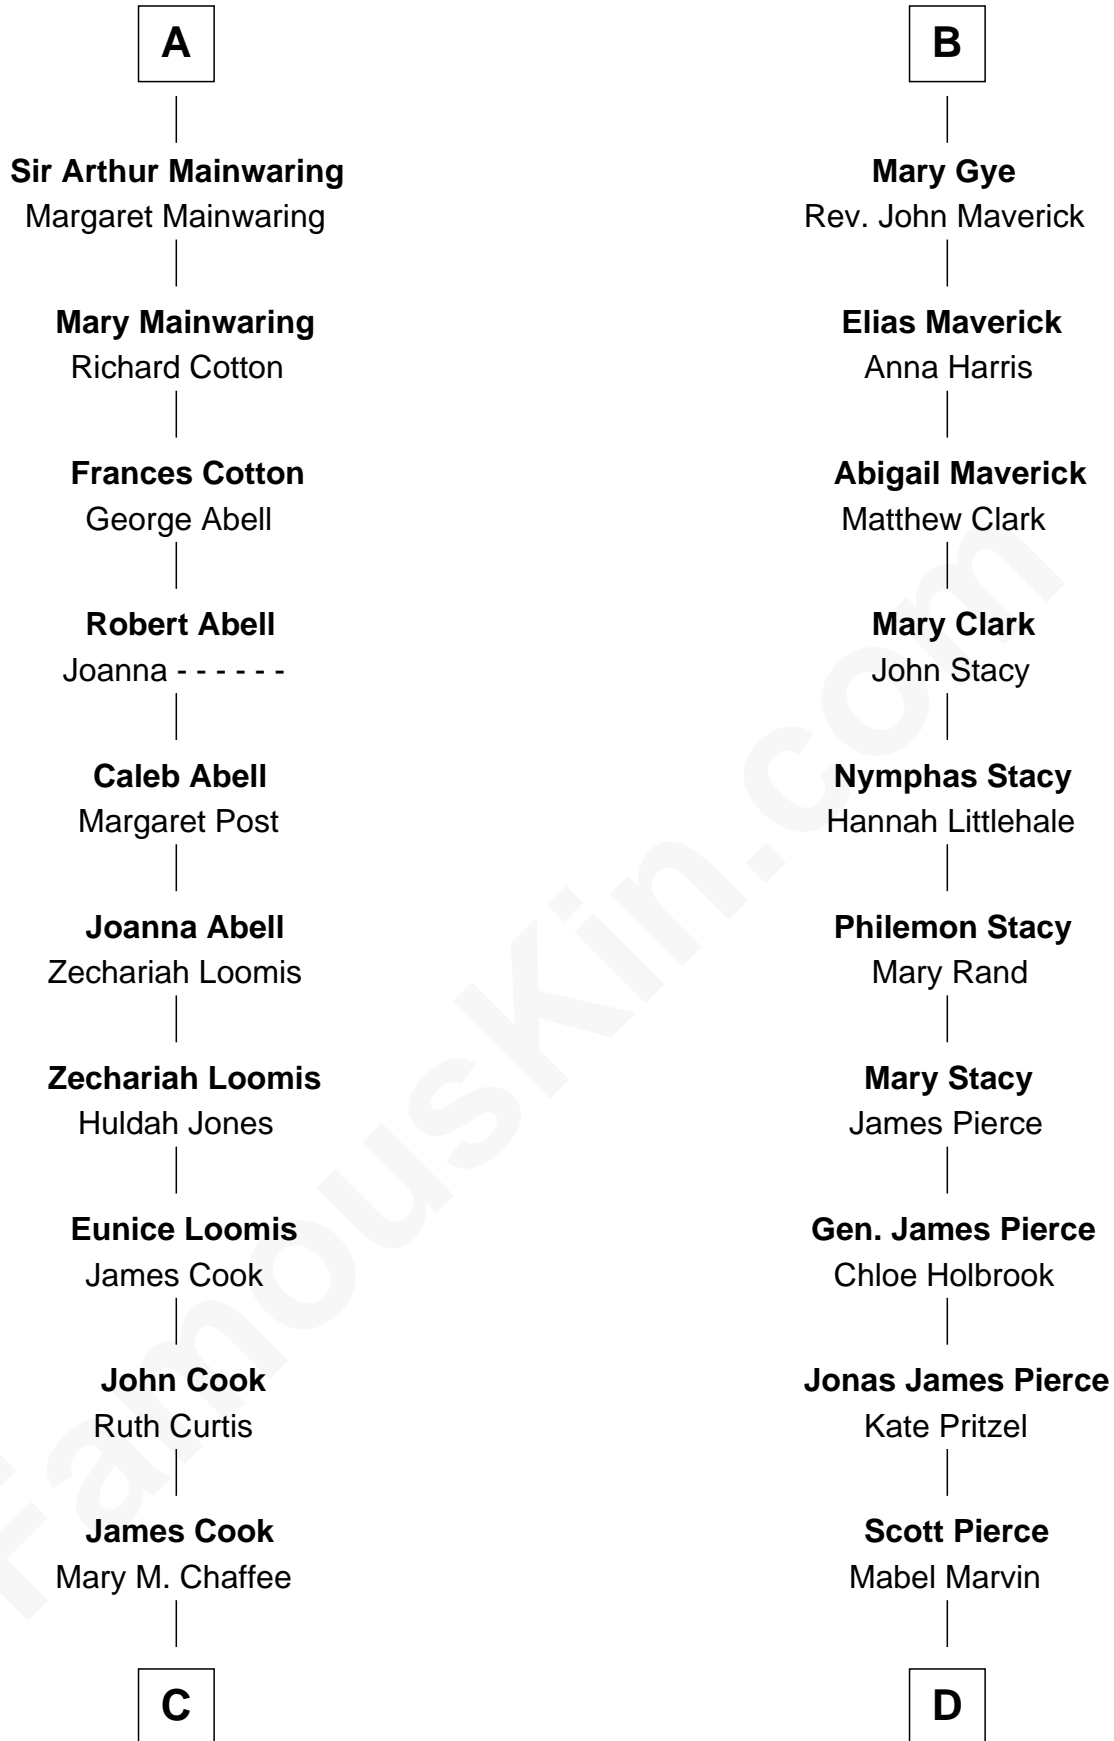 A
Sir Arthur Mainwaring
Margaret Mainwaring
Mary Mainwaring
Richard Cotton
Frances Cotton
George Abell
Robert Abell
Joanna - - - - - -
Caleb Abell
Margaret Post
Joanna Abell
Zechariah Loomis
Zechariah Loomis
Huldah Jones
Eunice Loomis
James Cook
John Cook
Ruth Curtis
James Cook
Mary M. Chaffee
C
B
Mary Gye
Rev. John Maverick
Elias Maverick
Anna Harris
Abigail Maverick
Matthew Clark
Mary Clark
John Stacy
Nymphas Stacy
Hannah Littlehale
Philemon Stacy
Mary Rand
Mary Stacy
James Pierce
Gen. James Pierce
Chloe Holbrook
Jonas James Pierce
Kate Pritzel
Scott Pierce
Mabel Marvin
D
FamousKin.com